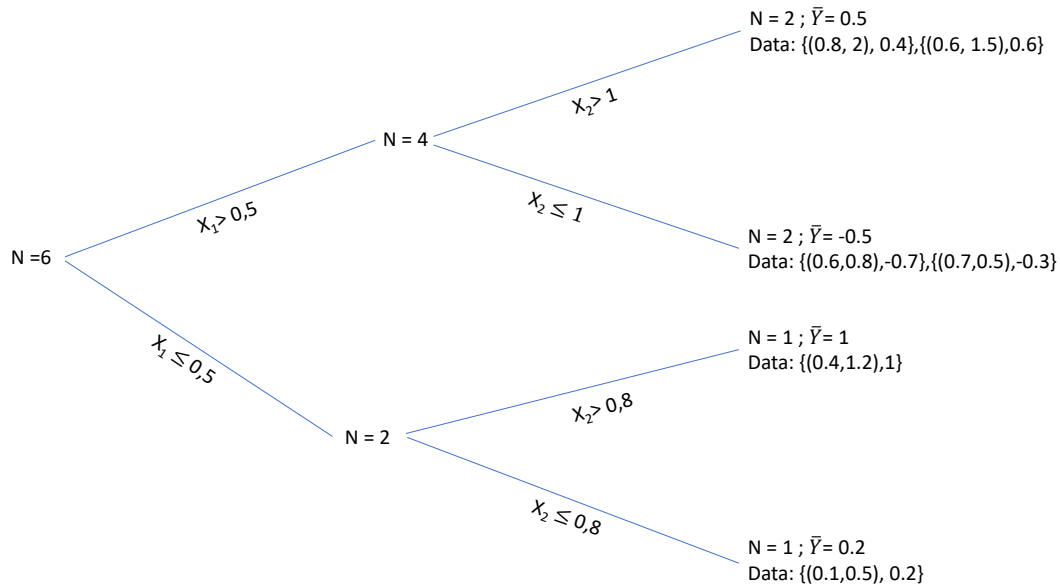 N = 2 ; Ȳ = 0.5
Data: {(0.8, 2), 0.4},{(0.6, 1.5),0.6}
X₂> 1
N = 4
X₁> 0,5
X₂ ≤ 1
N = 2 ; Ȳ = -0.5
Data: {(0.6,0.8),-0.7},{(0.7,0.5),-0.3}
N =6
X₁ ≤ 0,5
N = 1 ; Ȳ = 1
Data: {(0.4,1.2),1}
X₂> 0,8
N = 2
X₂ ≤ 0,8
N = 1 ; Ȳ = 0.2
Data: {(0.1,0.5), 0.2}